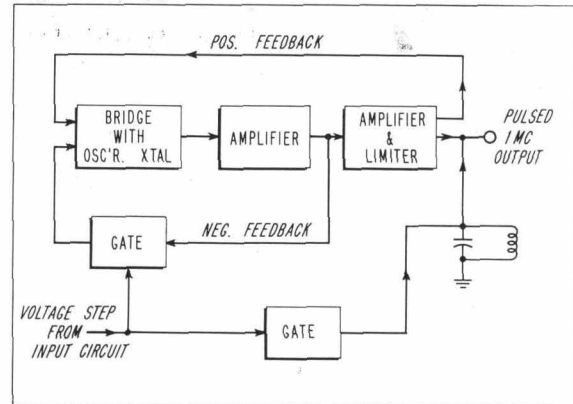 POS. FEEDBACK
BRIDGE
WITH
OSC'R. XTAL
AMPLIFIER
AMPLIFIER
&
LIMITER
PULSED
1 MC
OUTPUT
GATE
NEG. FEEDBACK
VOLTAGE STEP
FROM
INPUT CIRCUIT
GATE